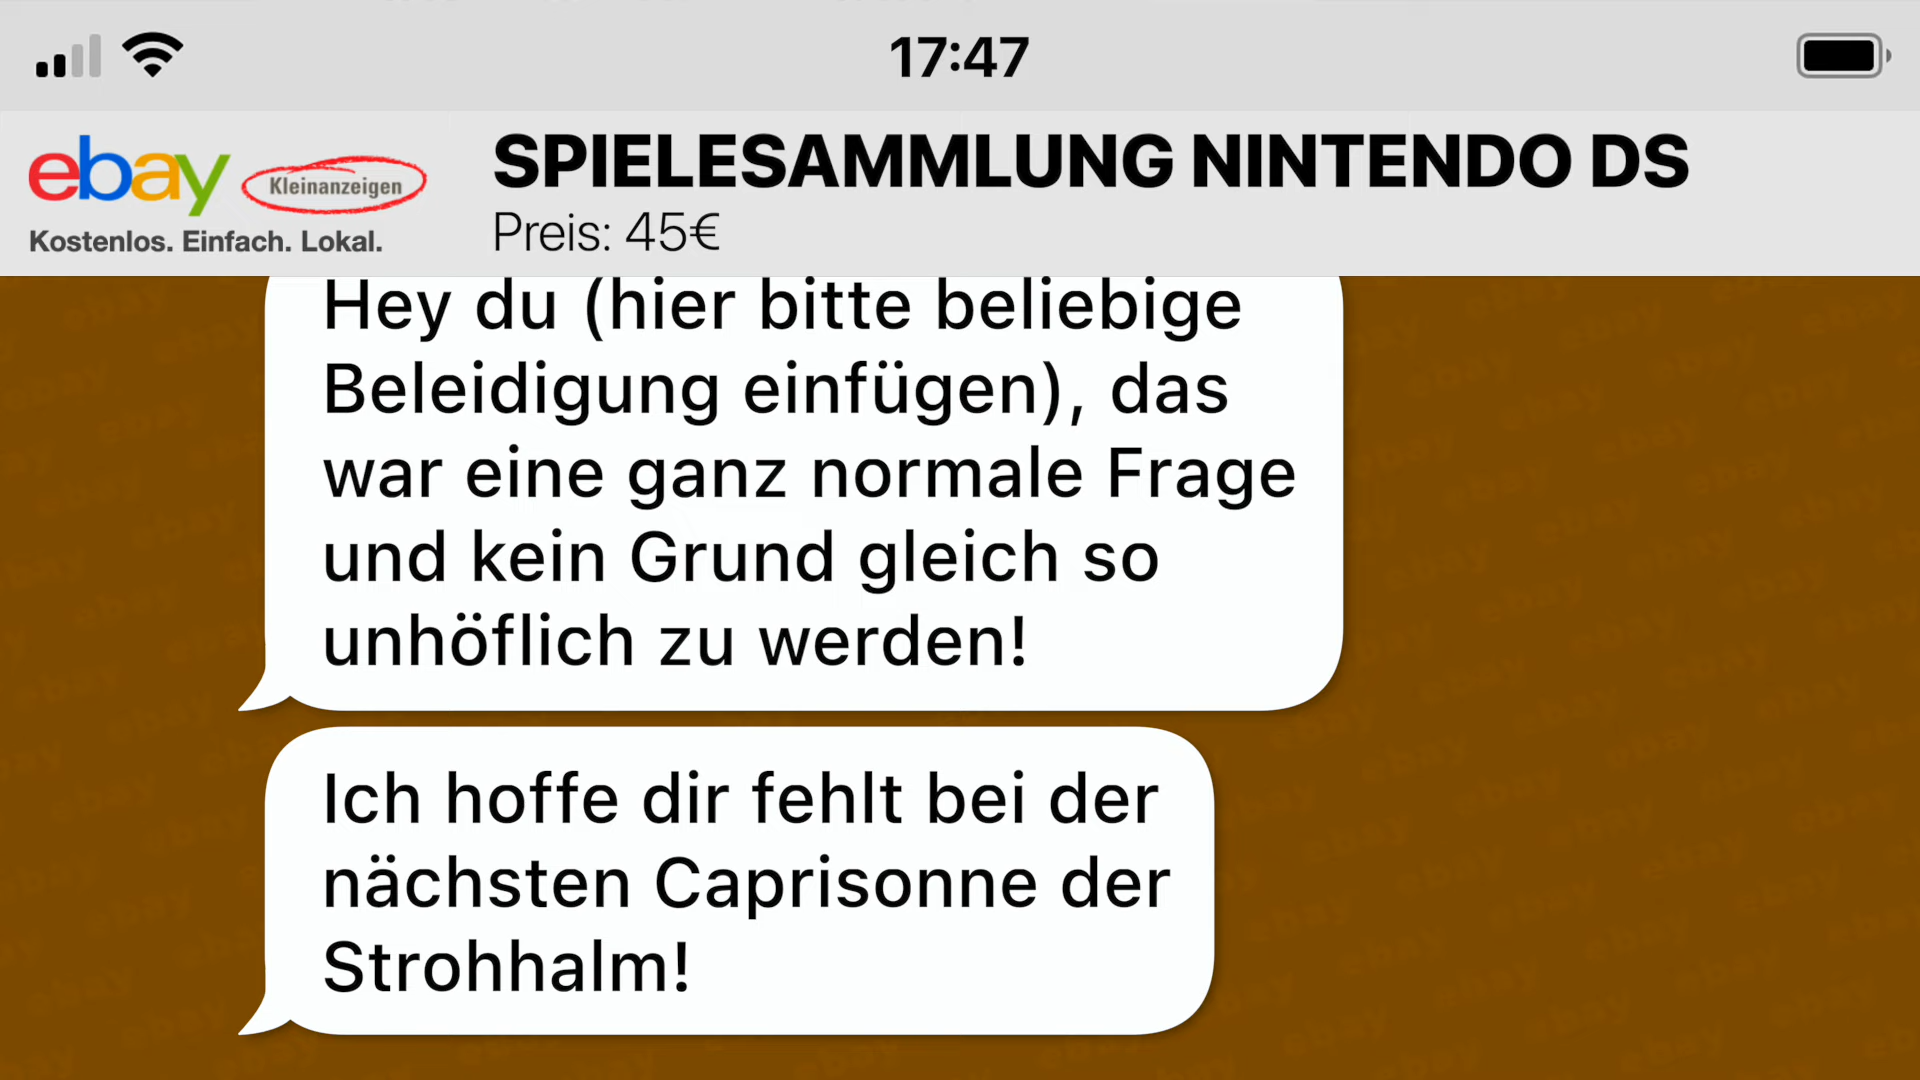 17:47
ebay Kleinanzeigen
Kostenlos. Einfach. Lokal.
SPIELESAMMLUNG NINTENDO DS
Preis: 45€
Hey du (hier bitte beliebige
Beleidigung einfügen), das
war eine ganz normale Frage
und kein Grund gleich so
unhöflich zu werden!
Ich hoffe dir fehlt bei der
nächsten Caprisonne der
Strohhalm!